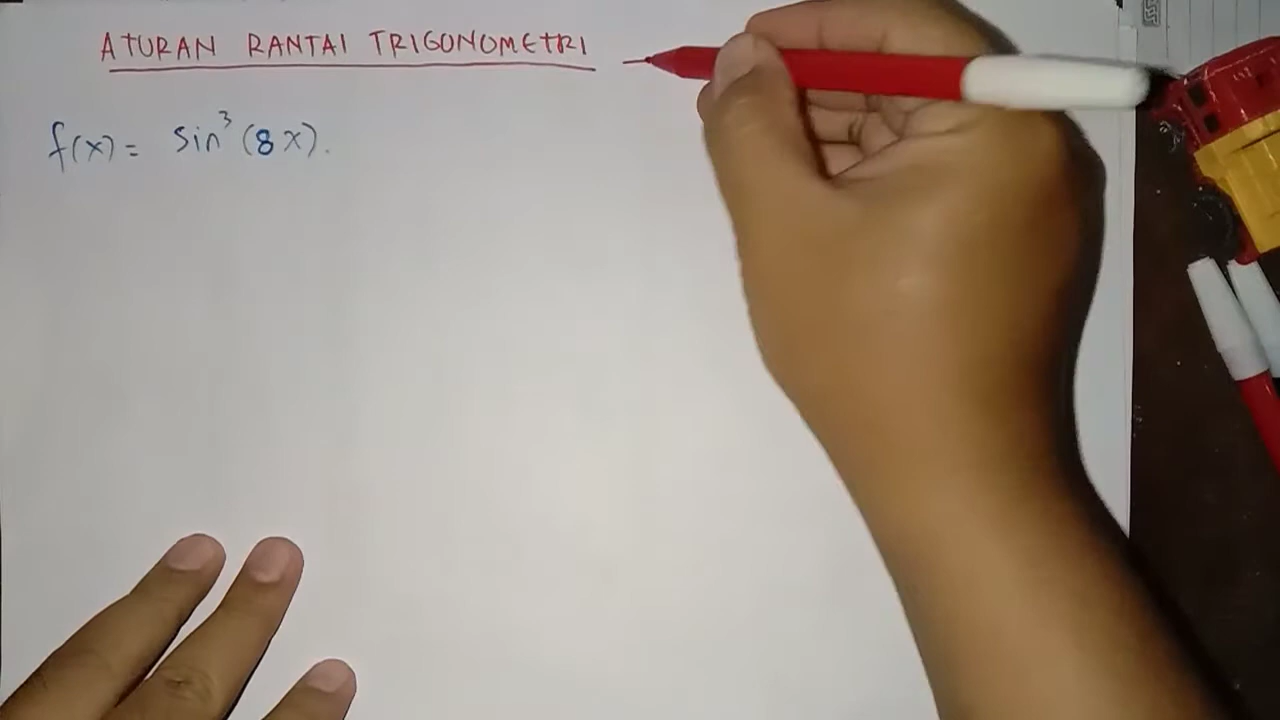 ATURAN RANTAI TRIGONOMETRI
f(x) = sin³ (8x).